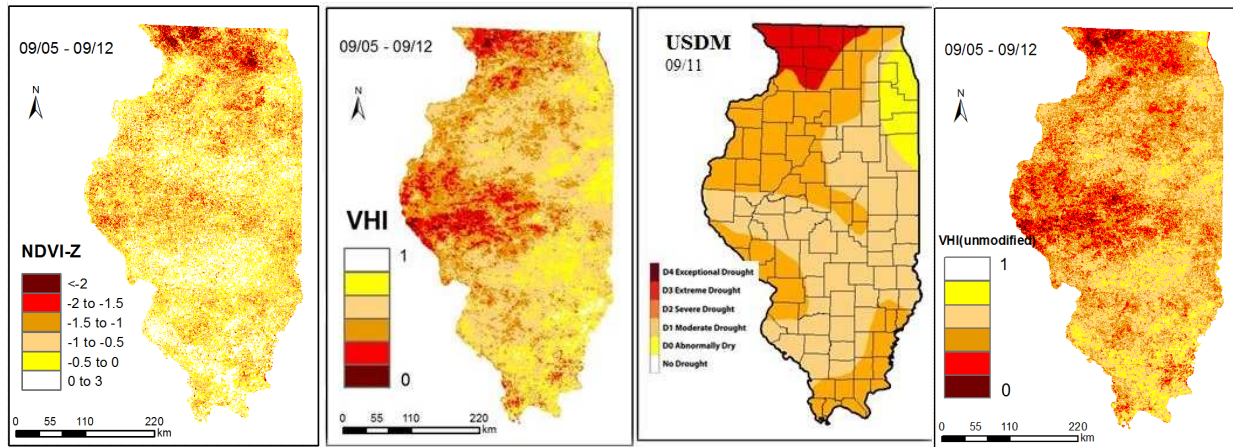 09/05 - 09/12
N
NDVI-Z
<-2
-2 to -1.5
-1.5 to -1
-1 to -0.5
-0.5 to 0
0 to 3
0 55 110 220
km
09/05 - 09/12
N
VHI
1
0
0 55 110 220
km
USDM
09/11
D4 Exceptional Drought
D3 Extreme Drought
D2 Severe Drought
D1 Moderate Drought
D0 Abnormally Dry
No Drought
09/05 - 09/12
N
VHI(unmodified)
1
0
0 55 110 220
km